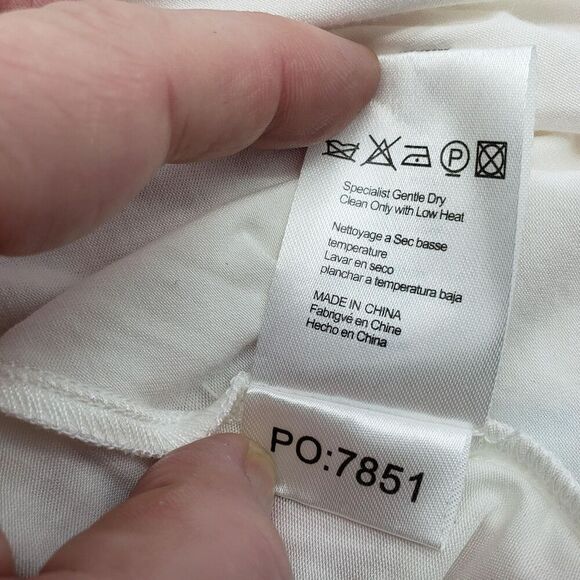 P
Specialist Gentle Dry
Clean Only with Low Heat
Nettoyage a Sec basse
temperature
Lavar en seco
planchar a temperatura baja
MADE IN CHINA
Fabrigvé en Chine
Hecho en China
PO:7851